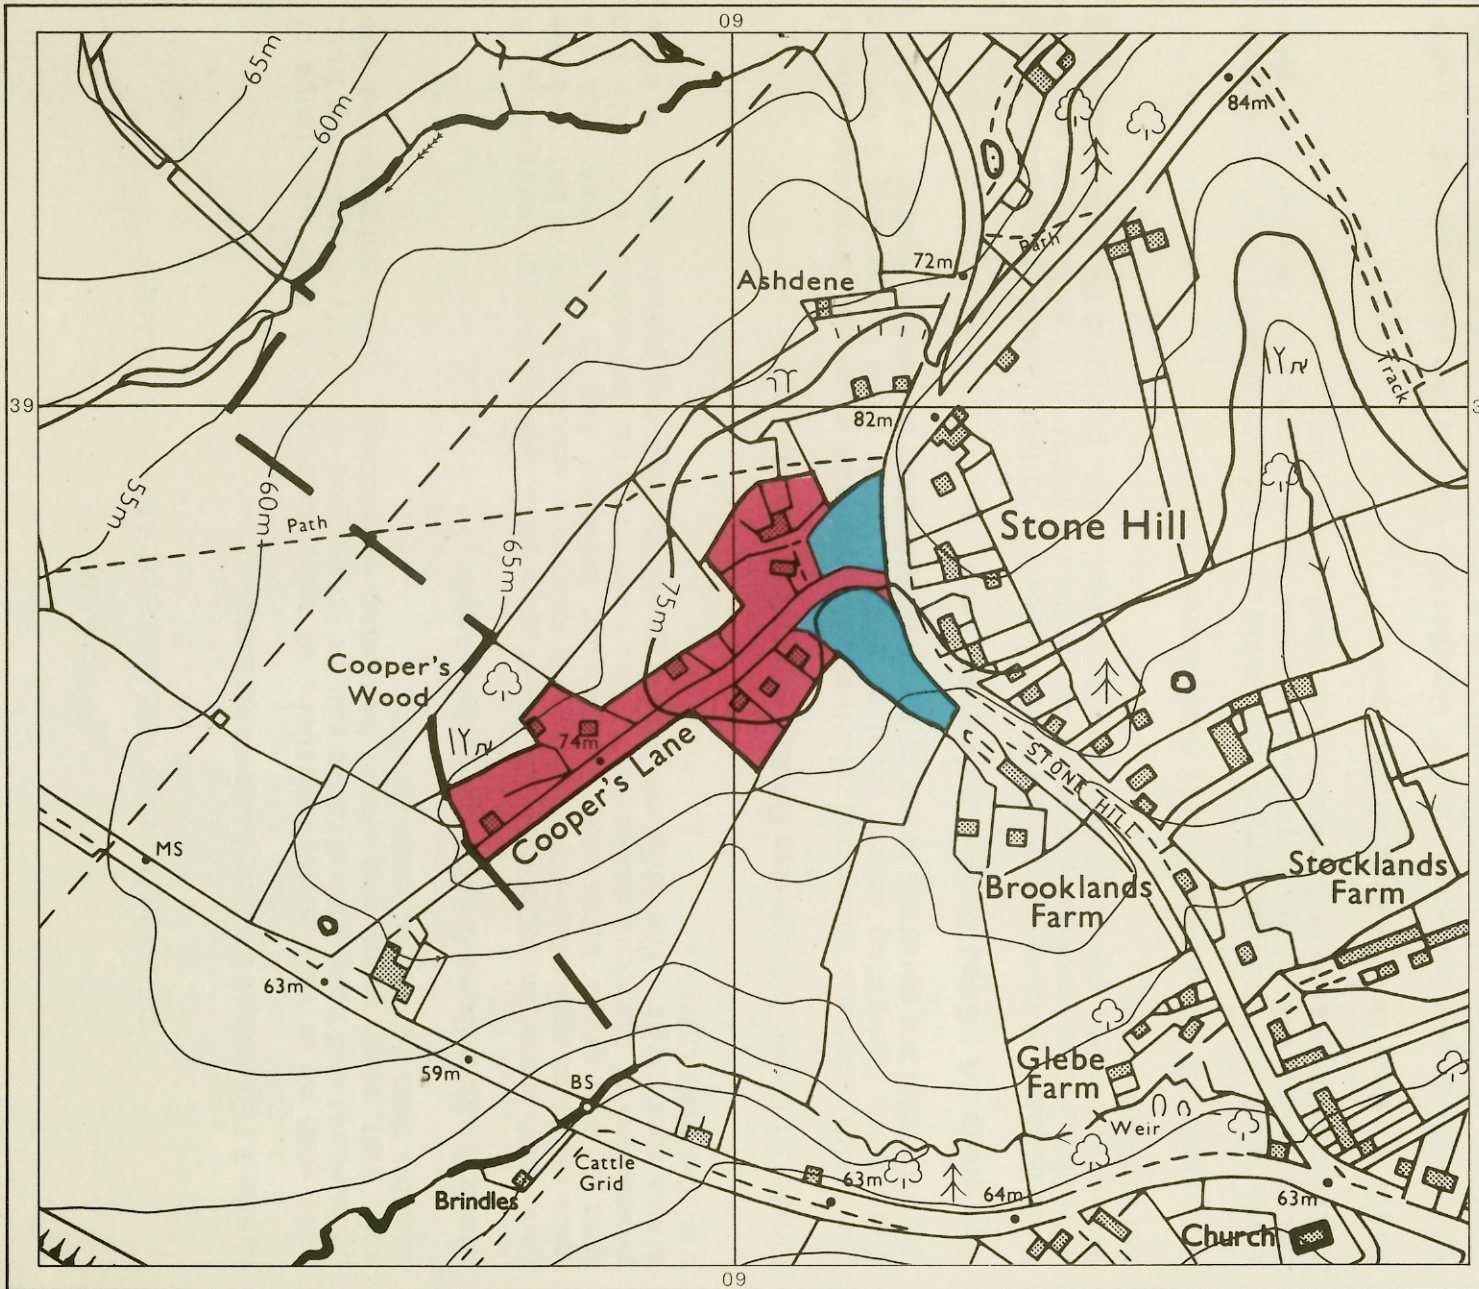 09
65m
60m
84m
Path
72m
Ashdene
Track
39
82m
55m
60m
Path
65m
75m
Stone Hill
Cooper's
Wood
74m
Cooper's Lane
STONE HILL
MS
Brooklands
Farm
Stocklands
Farm
63m
59m
BS
Glebe
Farm
Weir
Cattle
Grid
Brindles
63m
64m
63m
Church
09